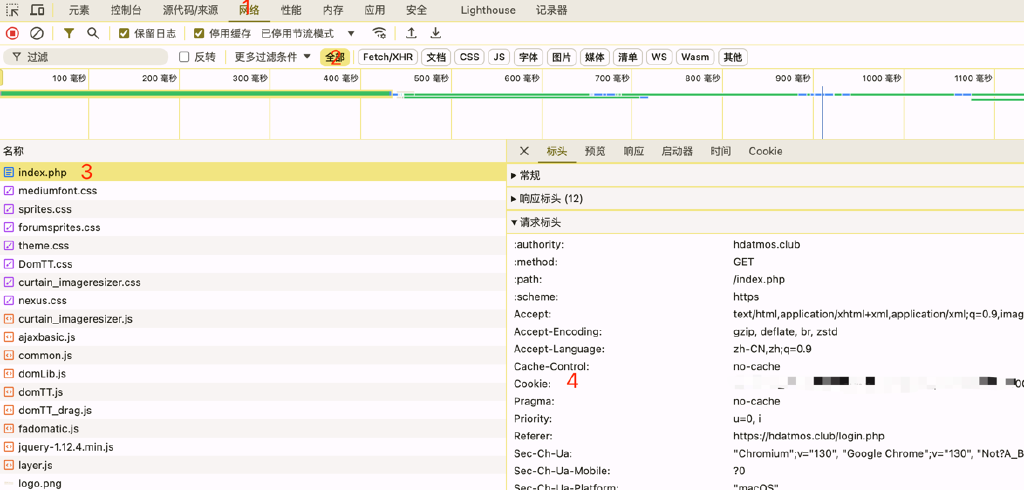 元素 控制台 源代码/来源 网络 性能 内存 应用 安全 Lighthouse 记录器
1
保留日志 停用缓存 已停用节流模式
过滤 反转 更多过滤条件 全部 Fetch/XHR 文档 CSS JS 字体 图片 媒体 清单 WS Wasm 其他
2
100 毫秒 200 毫秒 300 毫秒 400 毫秒 500 毫秒 600 毫秒 700 毫秒 800 毫秒 900 毫秒 1000 毫秒 1100 毫秒
名称
index.php 3
mediumfont.css
sprites.css
forumsprites.css
theme.css
DomTT.css
curtain_imageresizer.css
nexus.css
curtain_imageresizer.js
ajaxbasic.js
common.js
domLib.js
domTT.js
domTT_drag.js
fadomatic.js
jquery-1.12.4.min.js
layer.js
logo.png
标头 预览 响应 启动器 时间 Cookie
常规
响应标头 (12)
请求标头
:authority: hdatmos.club
:method: GET
:path: /index.php
:scheme: https
Accept: text/html,application/xhtml+xml,application/xml;q=0.9,imag
Accept-Encoding: gzip, deflate, br, zstd
Accept-Language: zh-CN,zh;q=0.9
Cache-Control: no-cache
Cookie: 4
Pragma: no-cache
Priority: u=0, i
Referer: https://hdatmos.club/login.php
Sec-Ch-Ua: "Chromium";v="130", "Google Chrome";v="130", "Not?A_B
Sec-Ch-Ua-Mobile: ?0
Sec-Ch-Ua-Platform: "macOS"